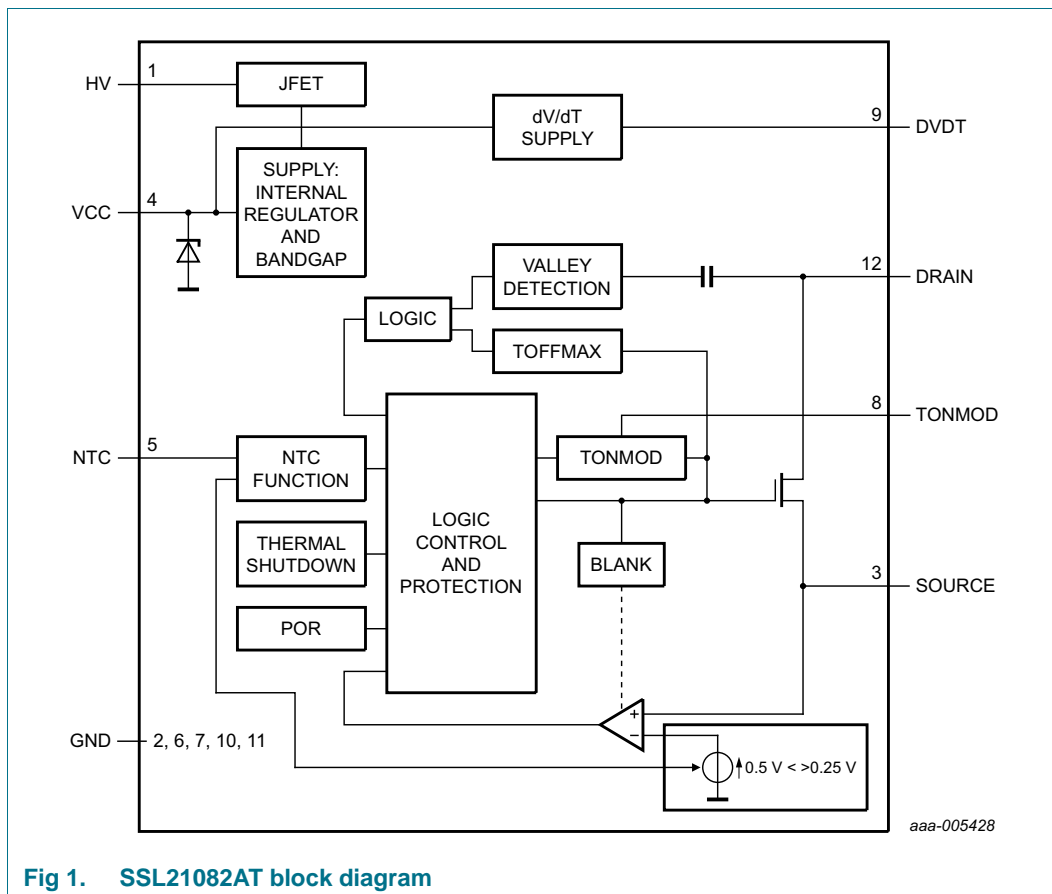 HV
1
JFET
dV/dT
SUPPLY
9
DVDT
SUPPLY:
INTERNAL
REGULATOR
AND
BANDGAP
VCC
4
VALLEY
DETECTION
12
DRAIN
LOGIC
TOFFMAX
8
TONMOD
NTC
5
NTC
FUNCTION
TONMOD
LOGIC
CONTROL
AND
PROTECTION
THERMAL
SHUTDOWN
BLANK
3
SOURCE
POR
+
−
GND
2, 6, 7, 10, 11
0.5 V < >0.25 V
aaa-005428
Fig 1. SSL21082AT block diagram